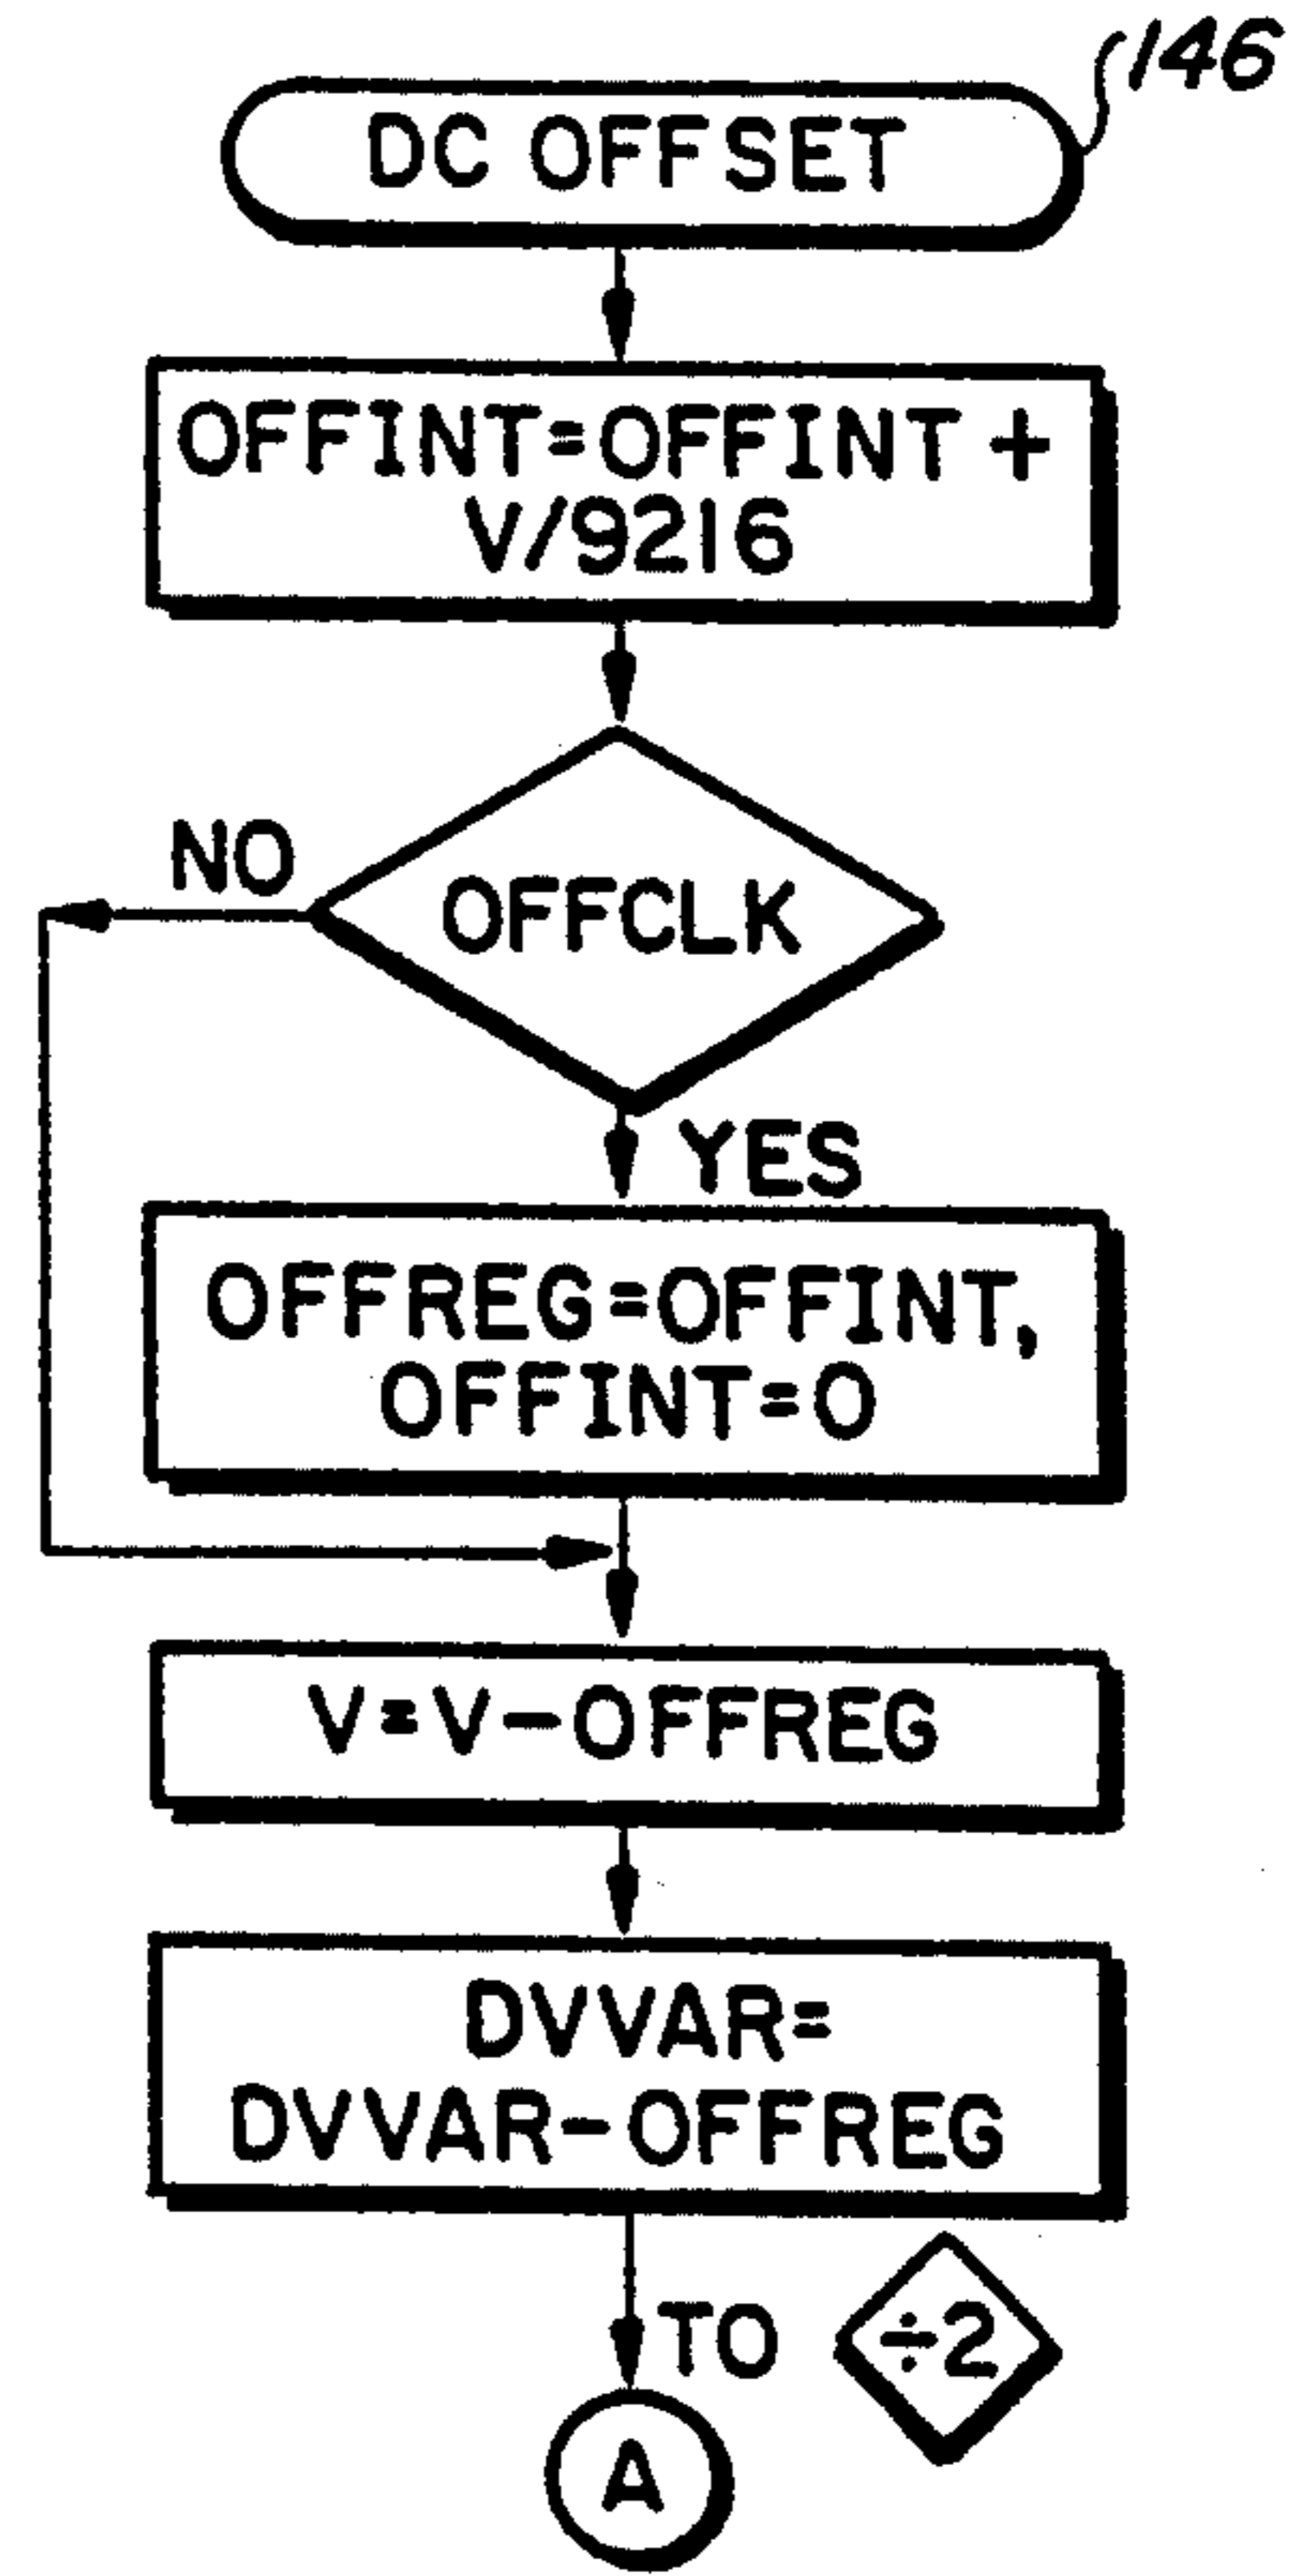 146
DC OFFSET
OFFINT=OFFINT +
V/9216
OFFCLK
NO
YES
OFFREG=OFFINT,
OFFINT=0
V=V-OFFREG
DVVAR=
DVVAR-OFFREG
TO ÷2
A